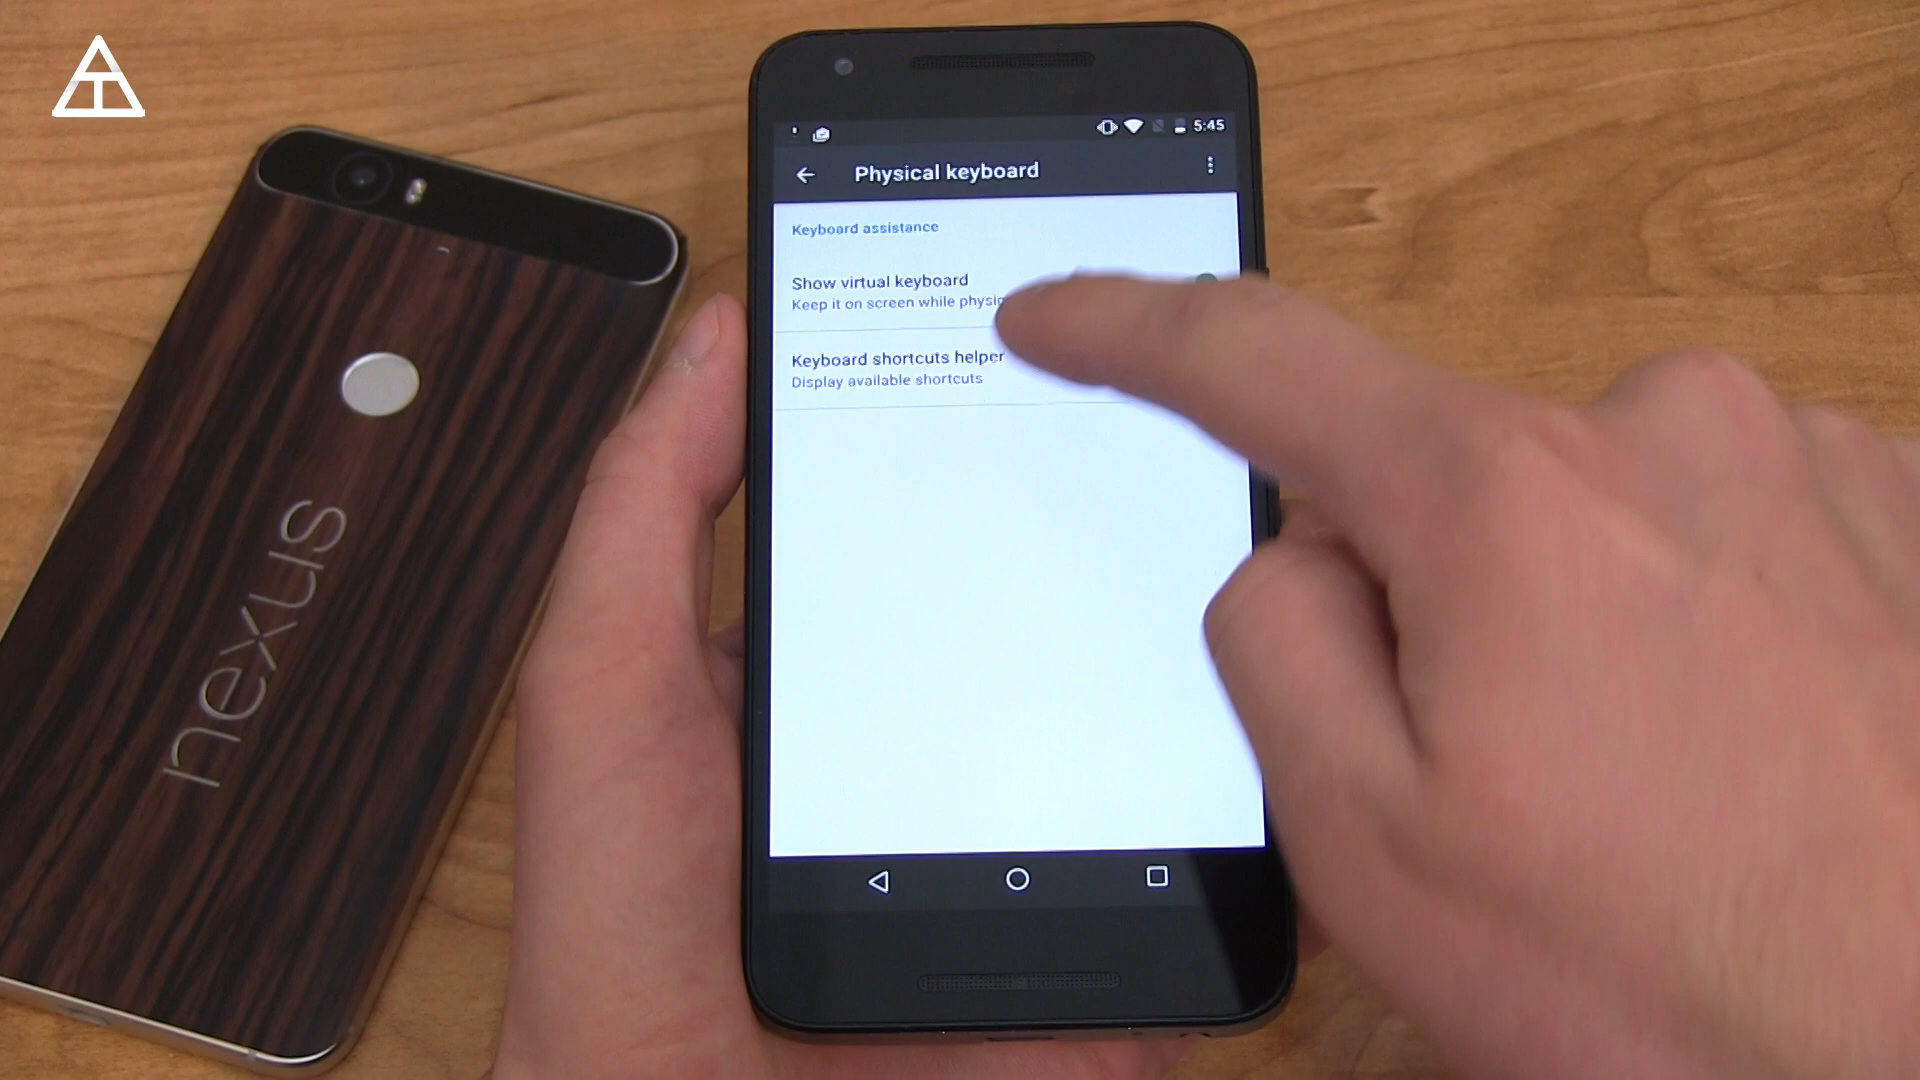 5:45
Physical keyboard
Keyboard assistance
Show virtual keyboard
Keep it on screen while
Keyboard shortcuts helper
Display available shortcuts
nexus